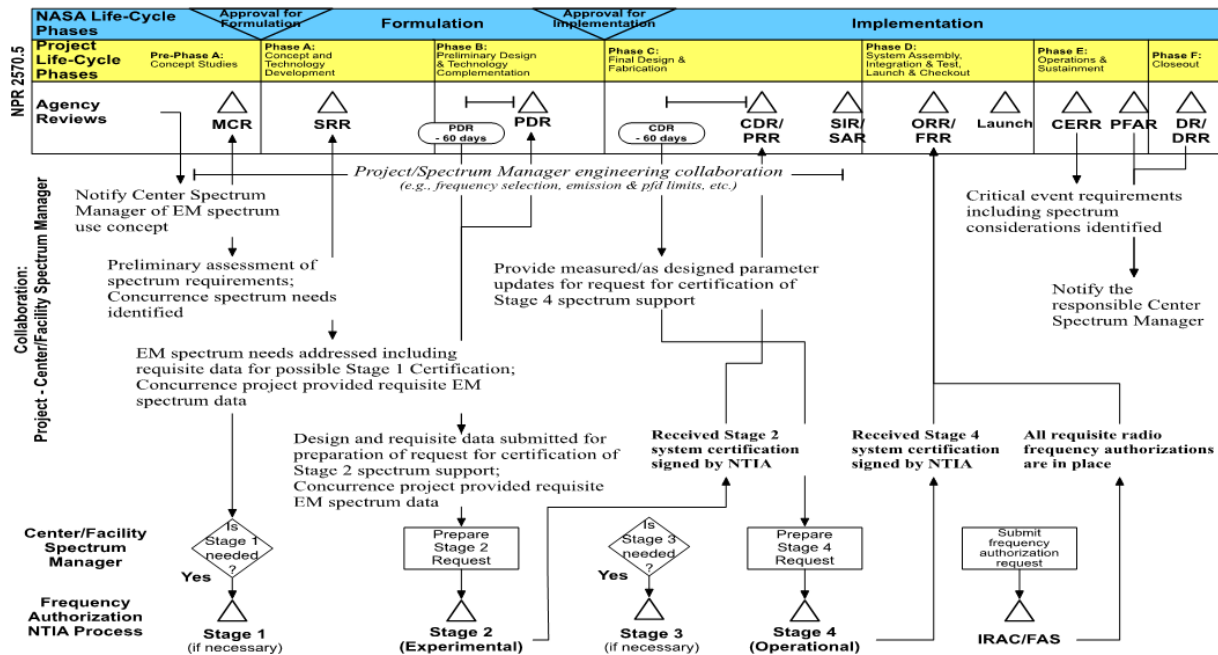 NASA Life-Cycle
Phases
Approval for
Formulation
Formulation
Approval for
Implementation
Implementation
NPR 2570.5
Project
Life-Cycle
Phases
Pre-Phase A:
Concept Studies
Phase A:
Concept and
Technology
Development
Phase B:
Preliminary Design
& Technology
Complementation
Phase C:
Final Design &
Fabrication
Phase D:
System Assembly,
Integration & Test,
Launch & Checkout
Phase E:
Operations &
Sustainment
Phase F:
Closeout
Agency
Reviews
MCR
SRR
PDR
- 60 days
PDR
CDR
- 60 days
CDR/
PRR
SIR/
SAR
ORR/
FRR
Launch
CERR
PFAR
DR/
DRR
Collaboration:
Project - Center/Facility Spectrum Manager
Project/Spectrum Manager engineering collaboration
(e.g., frequency selection, emission & pfd limits, etc.)
Notify Center Spectrum
Manager of EM spectrum
use concept
Critical event requirements
including spectrum
considerations identified
Preliminary assessment of
spectrum requirements;
Concurrence spectrum needs
identified
Provide measured/as designed parameter
updates for request for certification of
Stage 4 spectrum support
Notify the
responsible Center
Spectrum Manager
EM spectrum needs addressed including
requisite data for possible Stage 1 Certification;
Concurrence project provided requisite EM
spectrum data
Design and requisite data submitted for
preparation of request for certification of
Stage 2 spectrum support;
Concurrence project provided requisite
EM spectrum data
Received Stage 2
system certification
signed by NTIA
Received Stage 4
system certification
signed by NTIA
All requisite radio
frequency authorizations
are in place
Center/Facility
Spectrum
Manager
Is
Stage 1
needed
?
Yes
Prepare
Stage 2
Request
Is
Stage 3
needed
?
Yes
Prepare
Stage 4
Request
Submit
frequency
authorization
request
Frequency
Authorization
NTIA Process
Stage 1
(if necessary)
Stage 2
(Experimental)
Stage 3
(if necessary)
Stage 4
(Operational)
IRAC/FAS